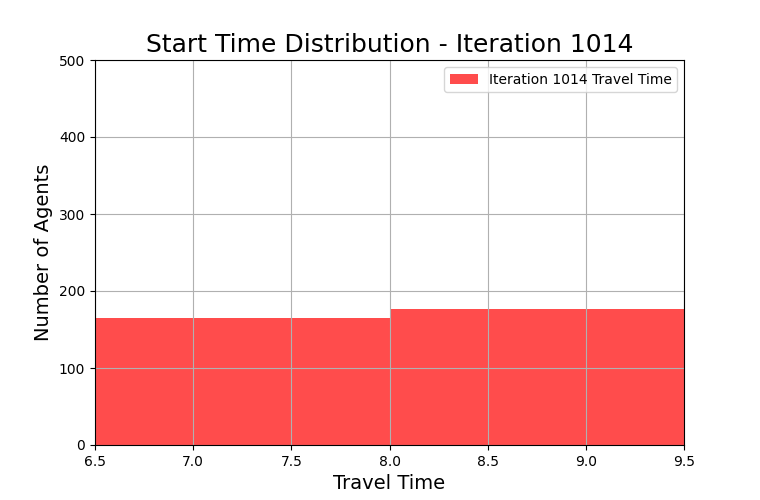 Start Time Distribution - Iteration 1014
500
Iteration 1014 Travel Time
400
300
200
100
0
Number of Agents
6.5 7.0 7.5 8.0 8.5 9.0 9.5
Travel Time